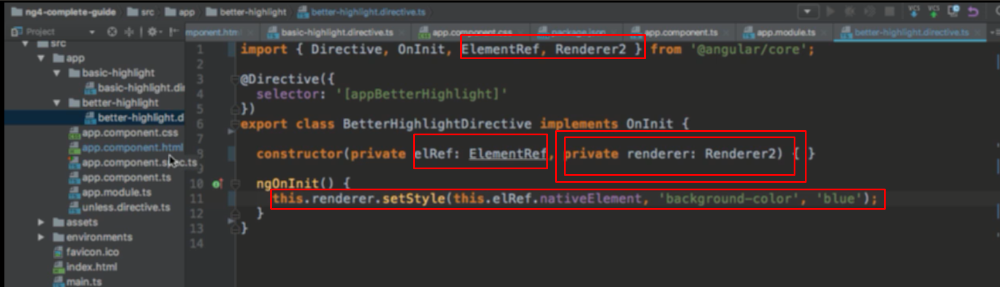 ng4-complete-guide src app better-highlight better-highlight.directive.ts
VCS VCS
Project
mponent.html basic-highlight.directive.ts app.component.css package.json app.component.ts app.module.ts better-highlight.directive.ts
src
app
basic-highlight
basic-highlight.dir
better-highlight
better-highlight.d
app.component.css
app.component.html
app.component.spec.ts
app.component.ts
app.module.ts
unless.directive.ts
assets
environments
favicon.ico
index.html
main.ts
1 import { Directive, OnInit, ElementRef, Renderer2 } from '@angular/core';
2
3 @Directive({
4 selector: '[appBetterHighlight]'
5 })
6 export class BetterHighlightDirective implements OnInit {
7
8 constructor(private elRef: ElementRef, private renderer: Renderer2) { }
9
10 ngOnInit() {
11 this.renderer.setStyle(this.elRef.nativeElement, 'background-color', 'blue');
12 }
13 }
14